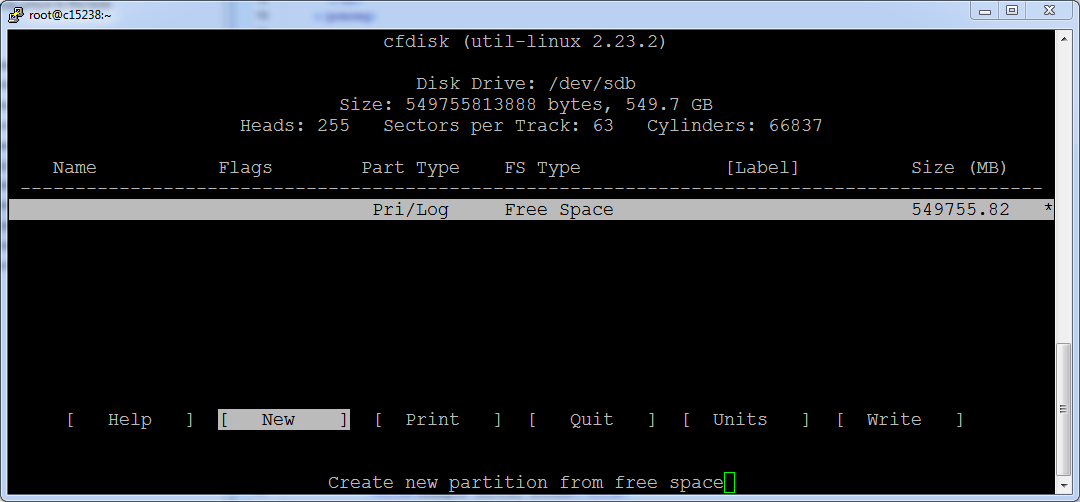 root@c15238:~
cfdisk (util-linux 2.23.2)
Disk Drive: /dev/sdb
Size: 549755813888 bytes, 549.7 GB
Heads: 255   Sectors per Track: 63   Cylinders: 66837
Name   Flags   Part Type   FS Type   [Label]   Size (MB)
Pri/Log   Free Space   549755.82   *
[   Help   ]   [   New   ]   [   Print   ]   [   Quit   ]   [   Units   ]   [   Write   ]
Create new partition from free space